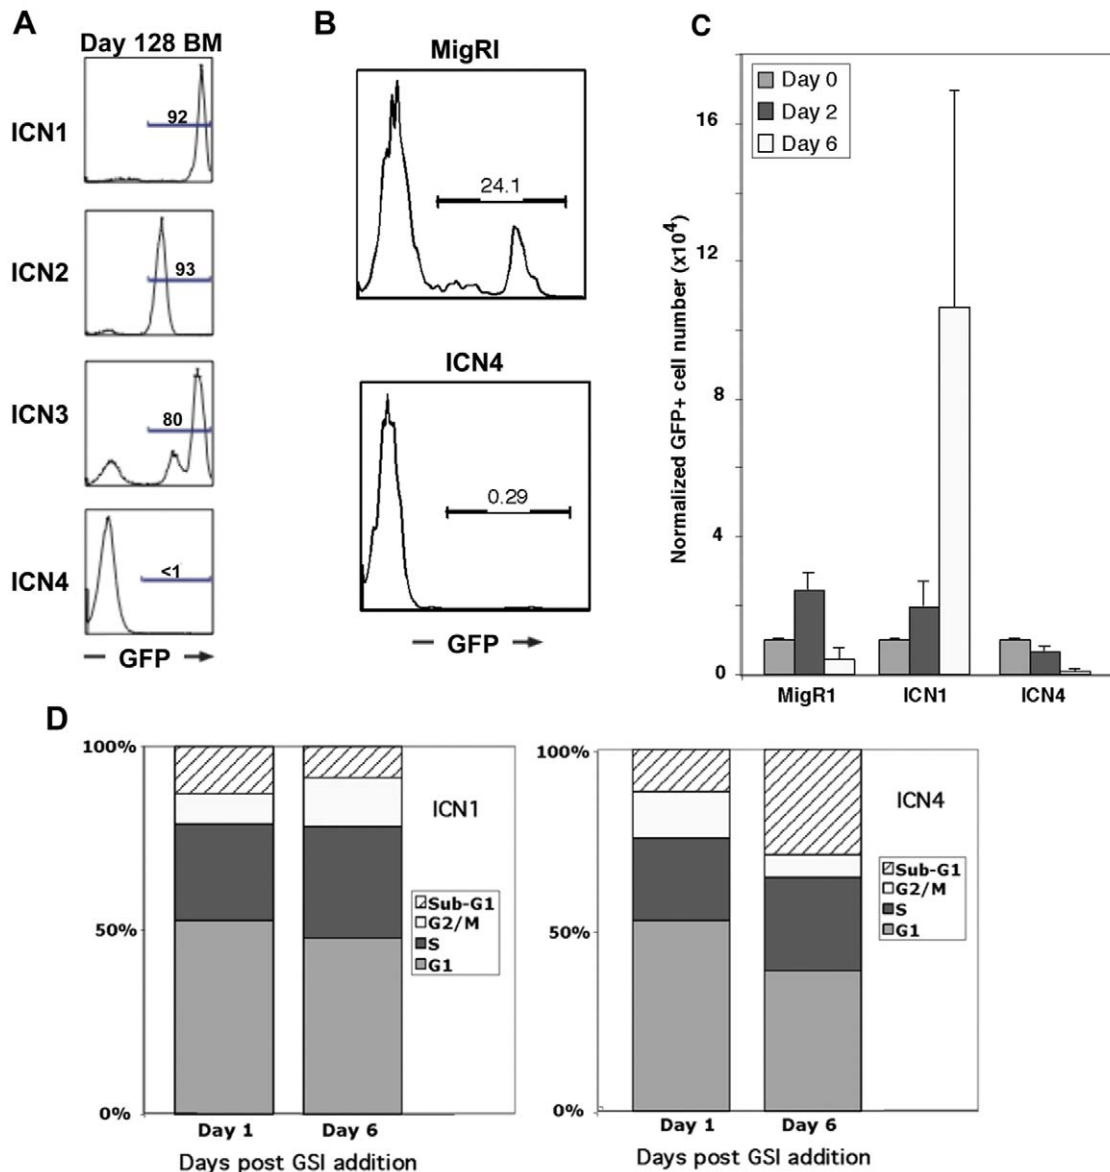 A
Day 128 BM
ICN1
92
ICN2
93
ICN3
80
ICN4
<1
— GFP →
B
MigRI
24.1
ICN4
0.29
— GFP →
C
Day 0
Day 2
Day 6
Normalized GFP+ cell number (x10⁴)
16
12
8
4
0
MigR1 ICN1 ICN4
D
100%
50%
0%
ICN1
Sub-G1
G2/M
S
G1
Day 1 Day 6
Days post GSI addition
100%
50%
0%
ICN4
Sub-G1
G2/M
S
G1
Day 1 Day 6
Days post GSI addition